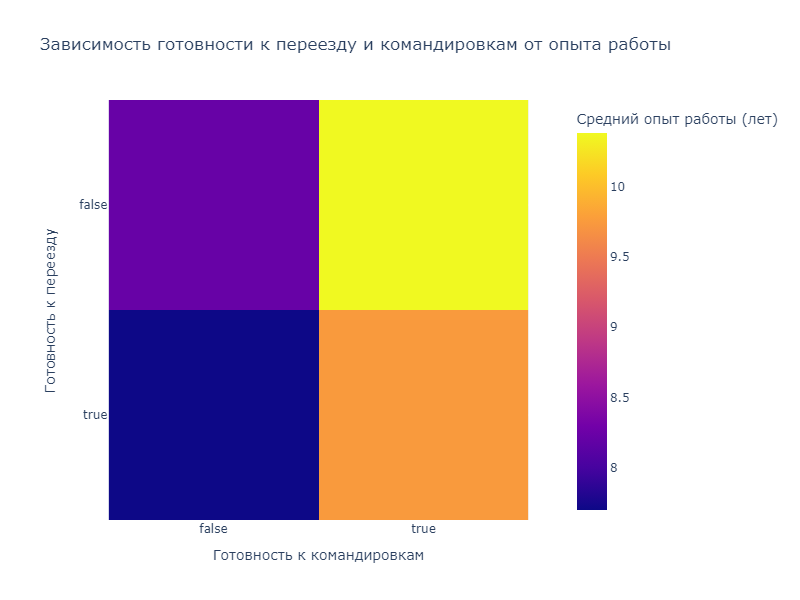 Зависимость готовности к переезду и командировкам от опыта работы
Средний опыт работы (лет)
10
9.5
9
8.5
8
Готовность к переезду
false
true
false
true
Готовность к командировкам